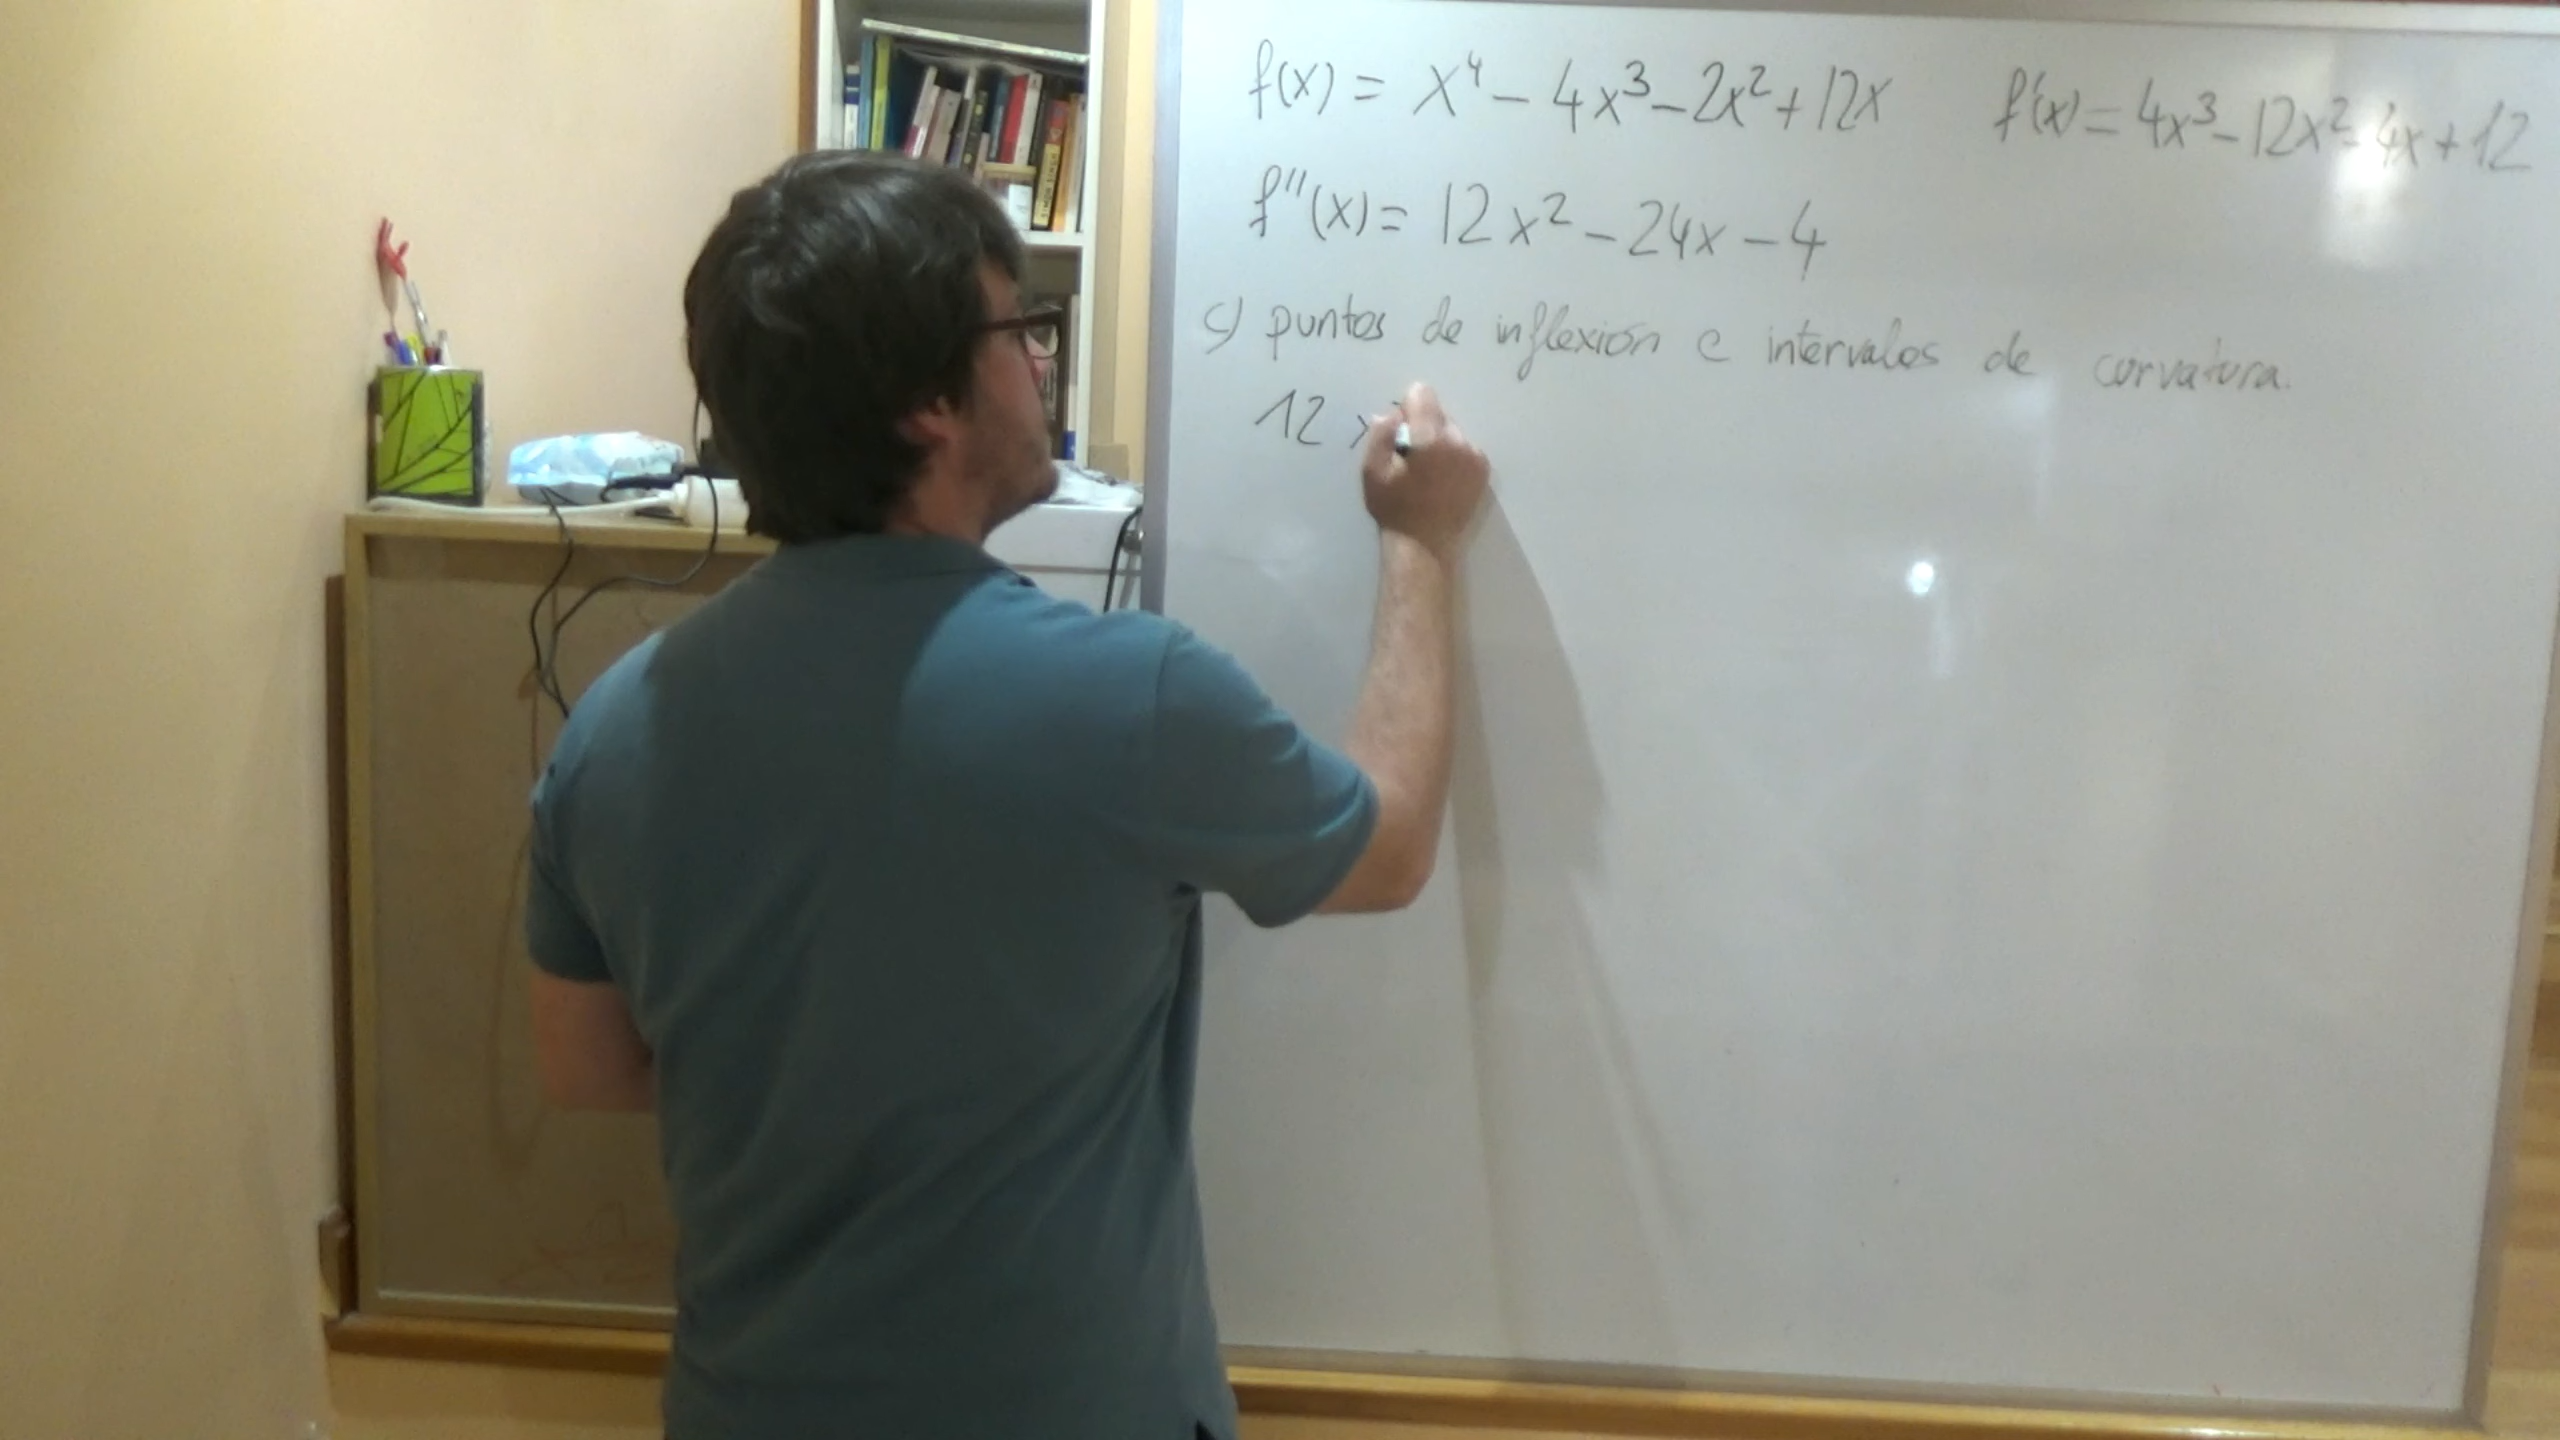 f(x) = x⁴ - 4x³ - 2x² + 12x f'(x) = 4x³ - 12x² - 4x + 12
f''(x) = 12x² - 24x - 4
c) puntos de inflexión e intervalos de curvatura.
12 x